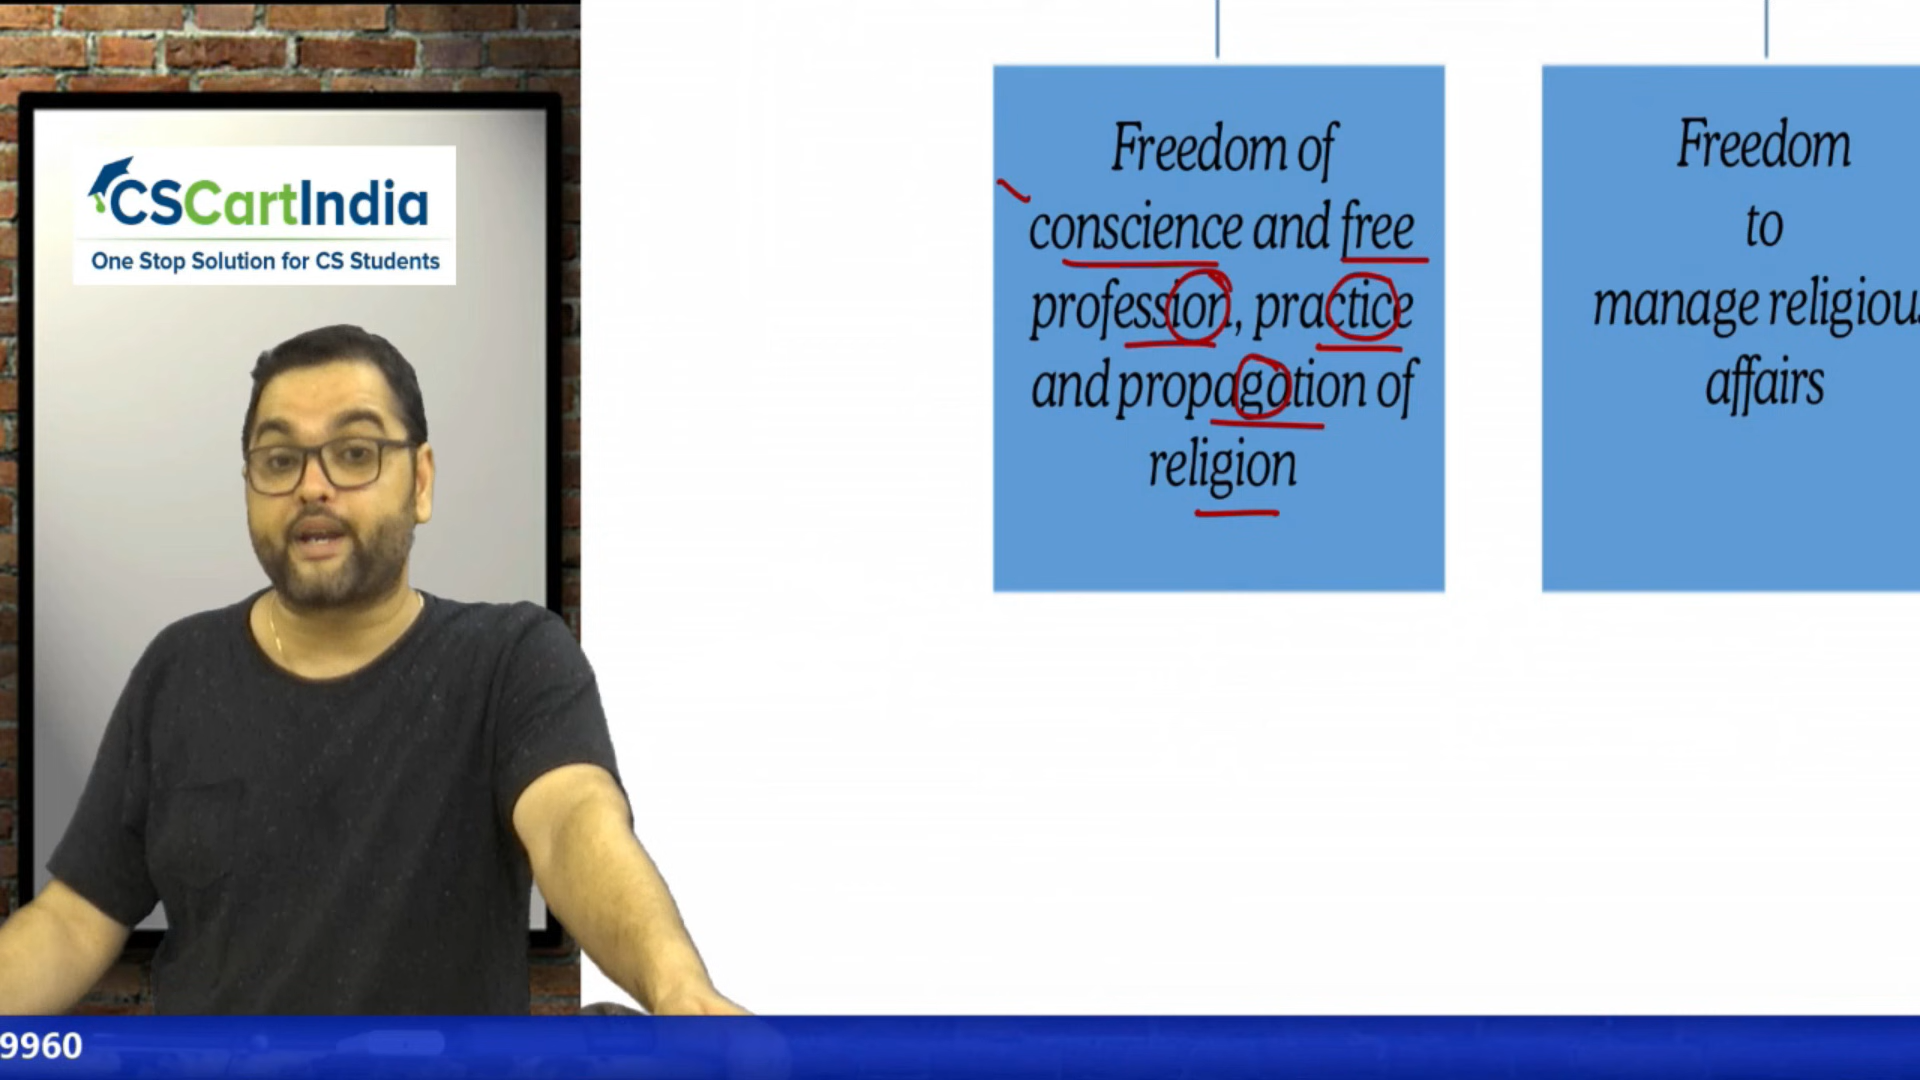 CSCartIndia
One Stop Solution for CS Students
Freedom of
conscience and free
profession, practice
and propagation of
religion
Freedom
to
manage religiou
affairs
9960